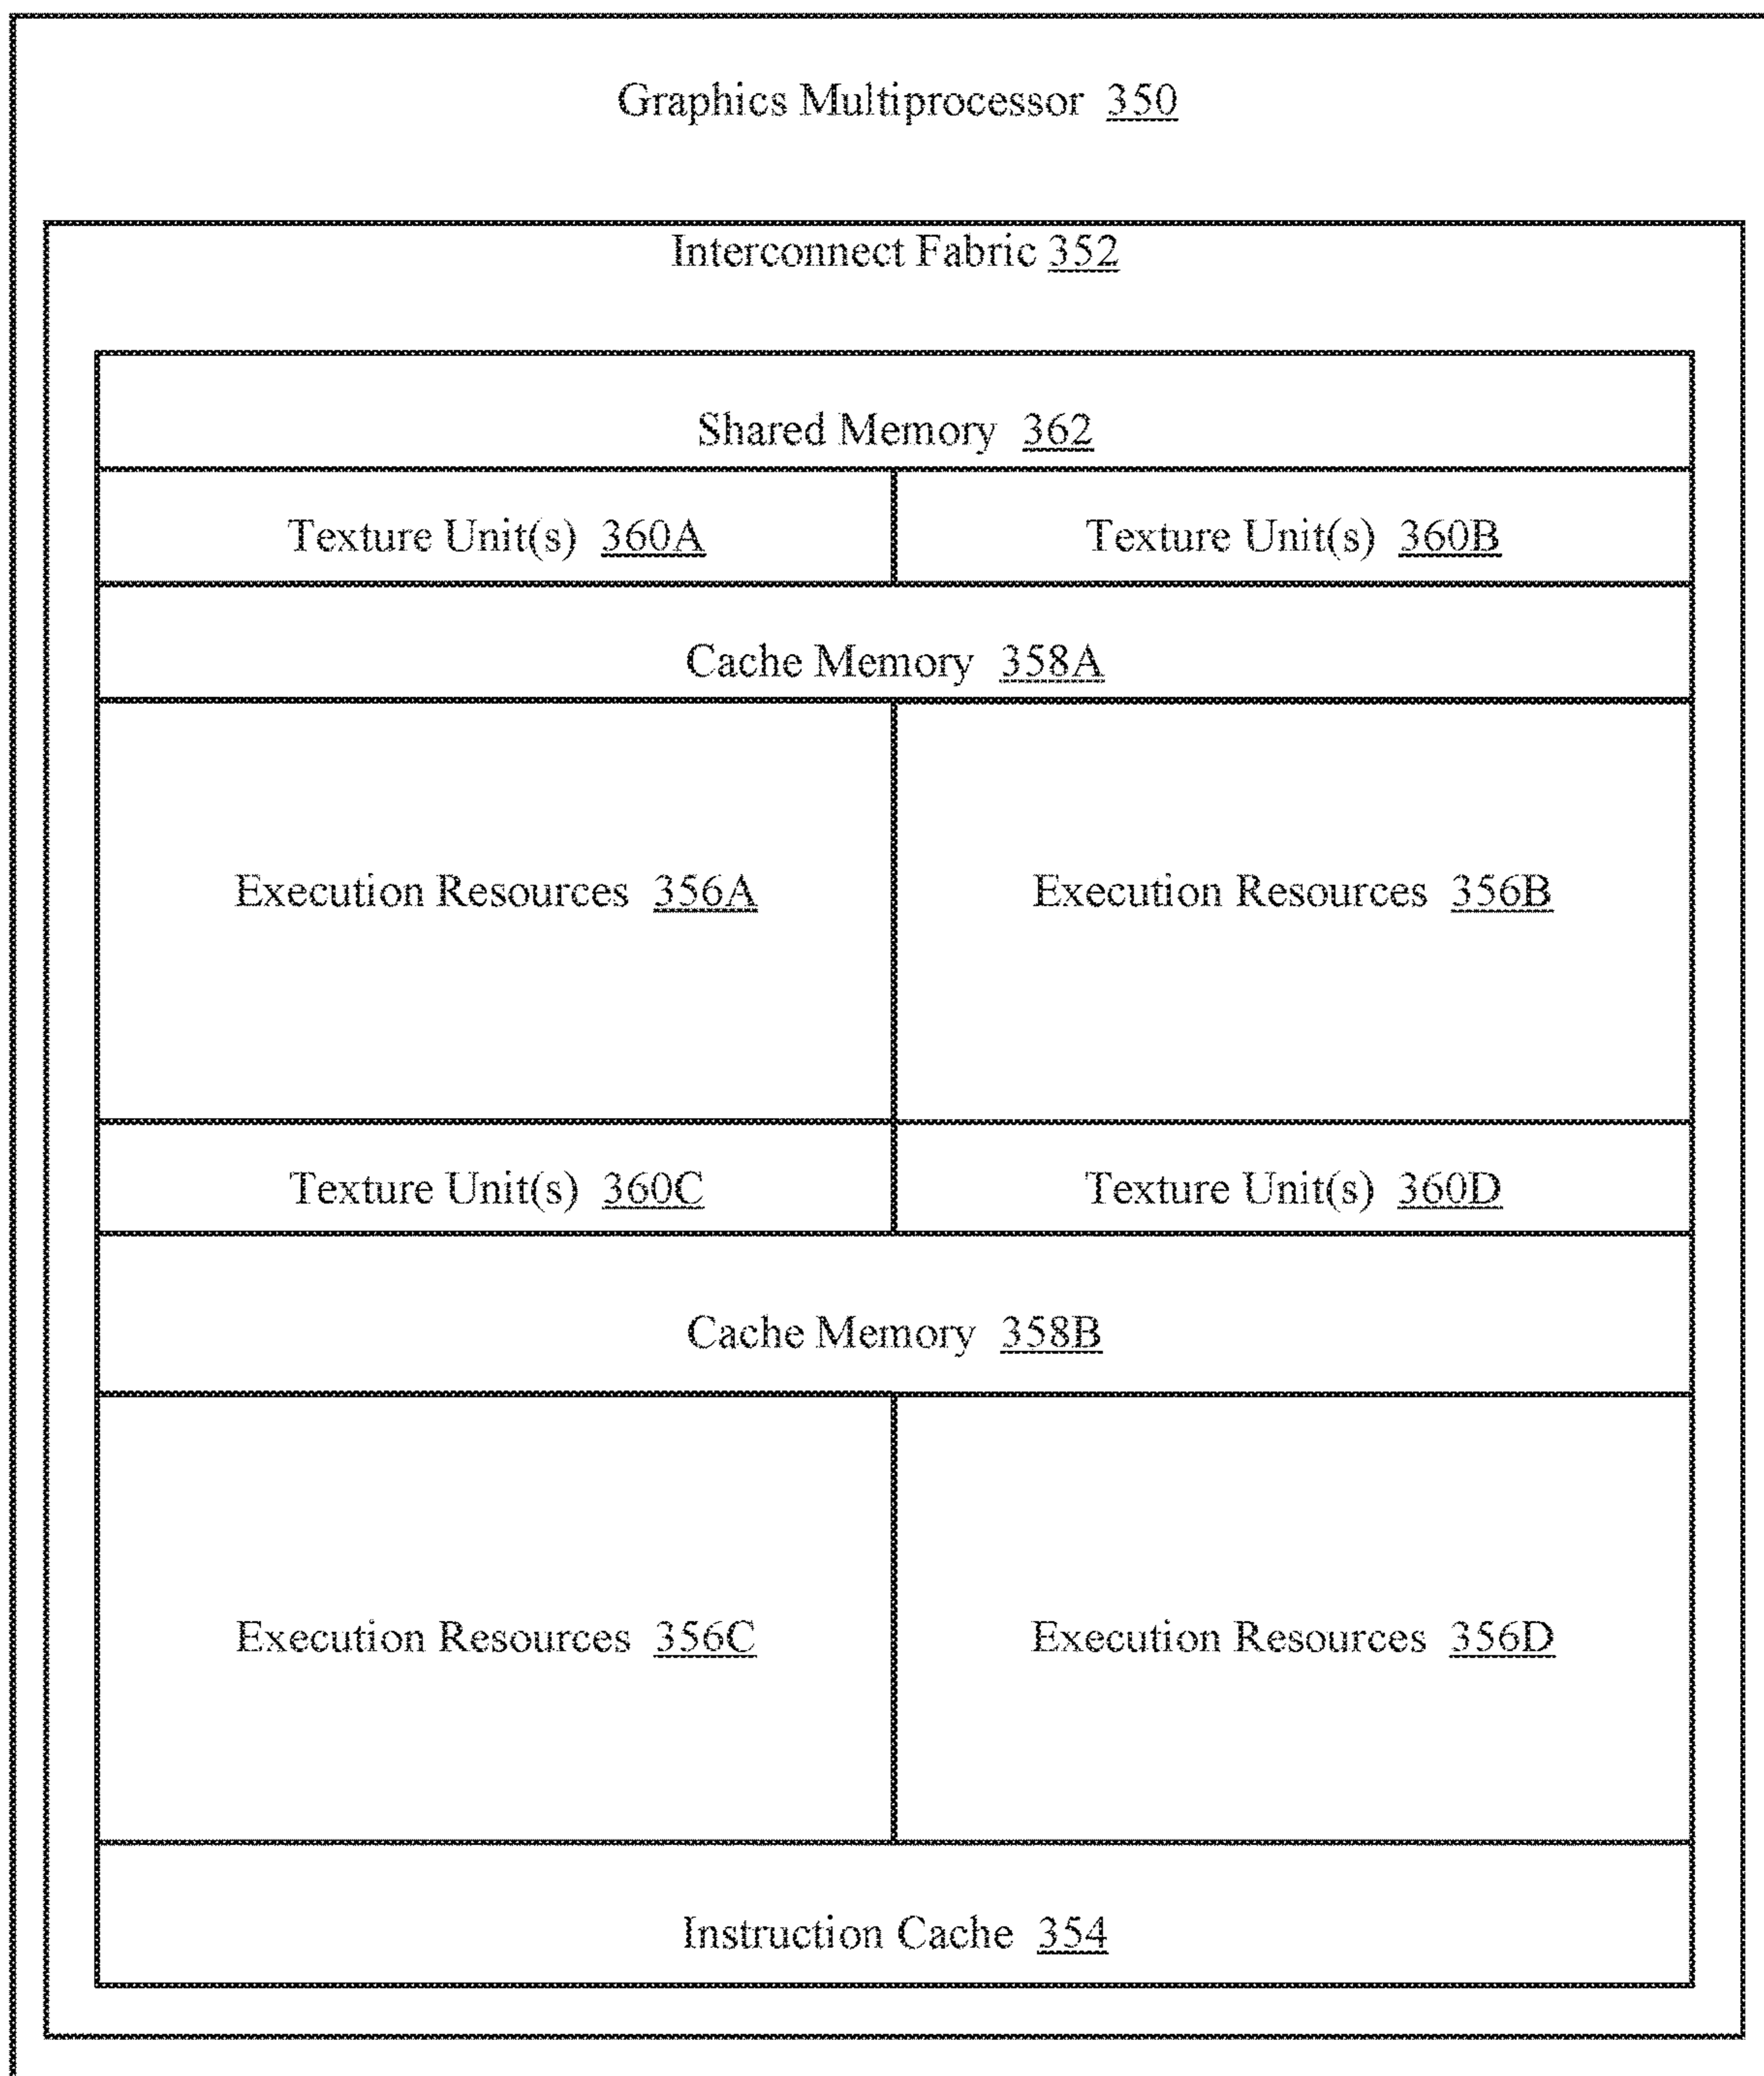 Graphics Multiprocessor 350
Interconnect Fabric 352
Shared Memory 362
Texture Unit(s) 360A
Texture Unit(s) 360B
Cache Memory 358A
Execution Resources 356A
Execution Resources 356B
Texture Unit(s) 360C
Texture Unit(s) 360D
Cache Memory 358B
Execution Resources 356C
Execution Resources 356D
Instruction Cache 354